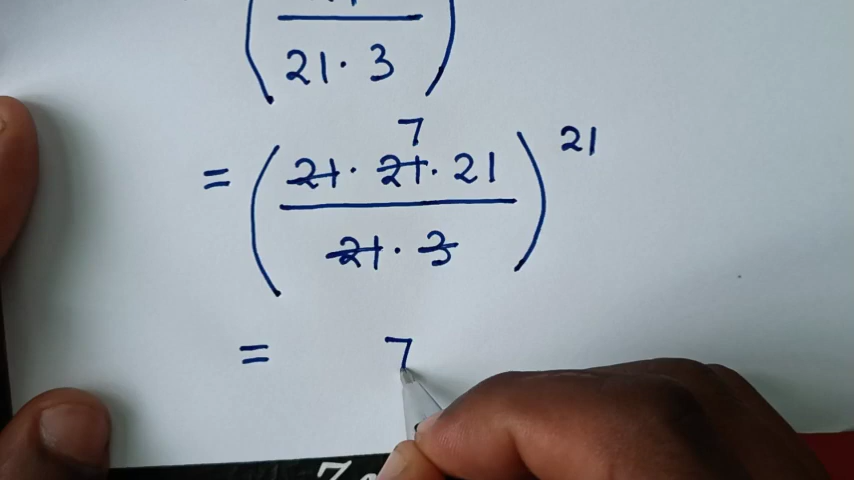 21 · 3
7
= ( 21 · 21 · 21 ) 21
21 · 3
= 7